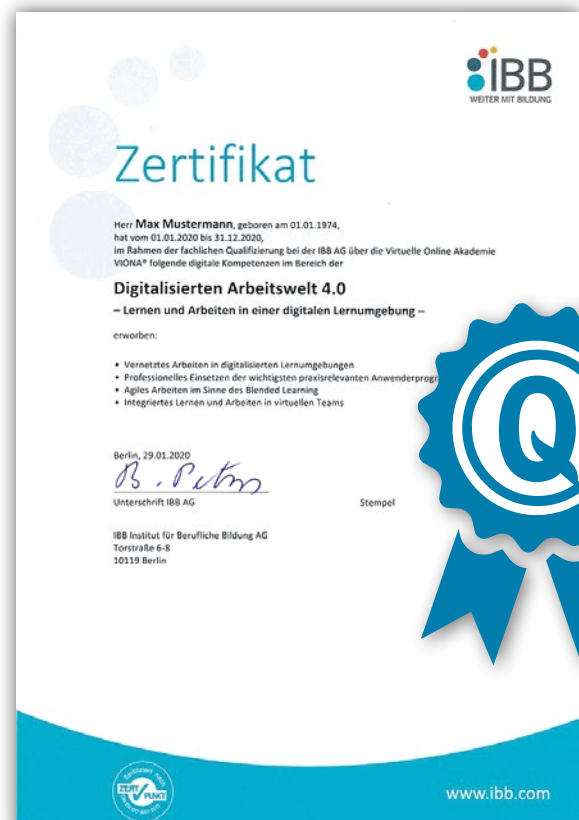 IBB
WEITER MIT BILDUNG
Zertifikat
Herr Max Mustermann, geboren am 01.01.1974,
hat vom 01.01.2020 bis 31.12.2020,
im Rahmen der fachlichen Qualifizierung bei der IBB AG über die Virtuelle Online Akademie
VIONA® folgende digitale Kompetenzen im Bereich der
Digitalisierten Arbeitswelt 4.0
– Lernen und Arbeiten in einer digitalen Lernumgebung –
erworben:
• Vernetztes Arbeiten in digitalisierten Lernumgebungen
• Professionelles Einsetzen der wichtigsten praxisrelevanten Anwenderprogr
• Agiles Arbeiten im Sinne des Blended Learning
• Integriertes Lernen und Arbeiten in virtuellen Teams
Q
Berlin, 29.01.2020
B. Peters
Unterschrift IBB AG Stempel
IBB Institut für Berufliche Bildung AG
Torstraße 6-8
10119 Berlin
Zertifiziert nach
ZERT PUNKT
www.ibb.com